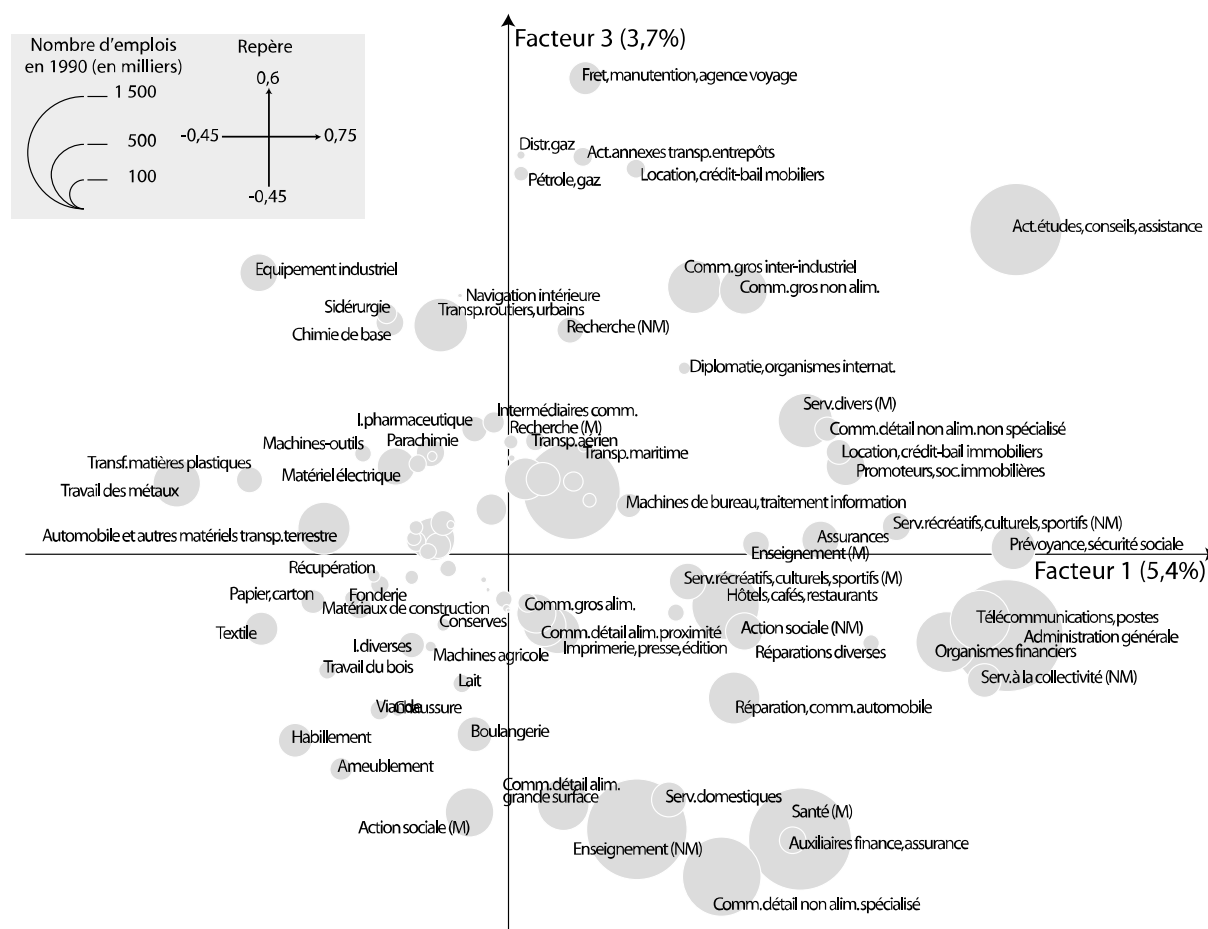 Nombre d'emplois
en 1990 (en milliers)
1 500
500
100
Repère
0,6
-0,45
0,75
-0,45
Facteur 3 (3,7%)
Fret,manutention,agence voyage
Distr.gaz
Act.annexes transp.entrepôts
Pétrole,gaz
Location,crédit-bail mobiliers
Act.études,conseils,assistance
Equipement industriel
Comm.gros inter-industriel
Comm.gros non alim.
Navigation intérieure
Sidérurgie
Transp.routiers,urbains
Chimie de base
Recherche (NM)
Diplomatie,organismes internat.
Serv.divers (M)
I.pharmaceutique
Intermédiaires comm.
Recherche (M)
Comm.détail non alim.non spécialisé
Machines-outils
Parachimie
Transp.aérien
Transp.maritime
Location,crédit-bail immobiliers
Transf.matières plastiques
Matériel électrique
Promoteurs,soc.immobilières
Travail des métaux
Machines de bureau,traitement information
Automobile et autres matériels transp.terrestre
Assurances
Serv.récréatifs,culturels,sportifs (NM)
Enseignement (M)
Prévoyance,sécurité sociale
Facteur 1 (5,4%)
Récupération
Serv.récréatifs,culturels,sportifs (M)
Papier,carton
Fonderie
Hôtels,cafés,restaurants
Matériaux de construction
Comm.gros alim.
Télécommunications,postes
Conserves
Textile
Comm.détail alim.proximité
Action sociale (NM)
Administration générale
I.diverses
Imprimerie,presse,édition
Réparations diverses
Organismes financiers
Machines agricole
Travail du bois
Serv.à la collectivité (NM)
Lait
Viande
Chaussure
Réparation,comm.automobile
Habillement
Boulangerie
Ameublement
Comm.détail alim.
grande surface
Serv.domestiques
Action sociale (M)
Santé (M)
Enseignement (NM)
Auxiliaires finance,assurance
Comm.détail non alim.spécialisé